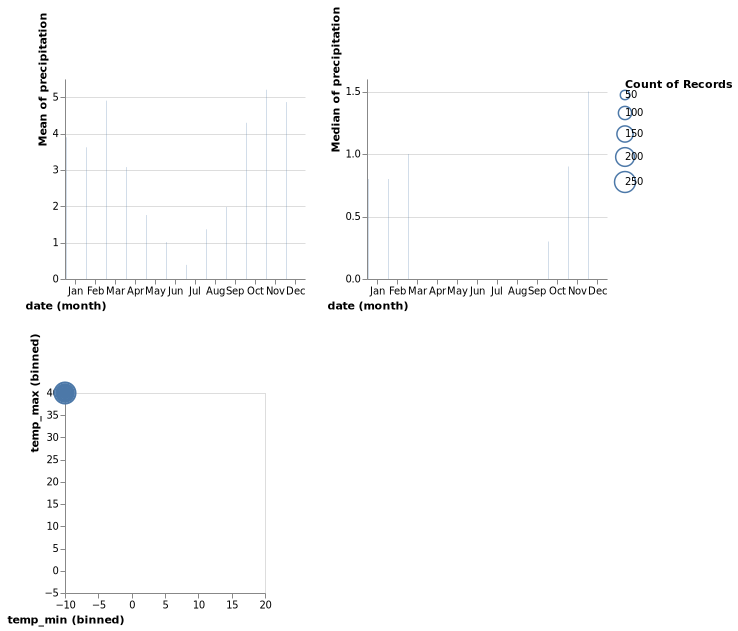 Mean of precipitation
5
4
3
2
1
0
Jan Feb Mar Apr May Jun Jul Aug Sep Oct Nov Dec
date (month)
Median of precipitation
1.5
1.0
0.5
0.0
Jan Feb Mar Apr May Jun Jul Aug Sep Oct Nov Dec
date (month)
Count of Records
50
100
150
200
250
temp_max (binned)
35
30
25
20
15
10
5
0
−5
−10 −5 0 5 10 15 20
temp_min (binned)